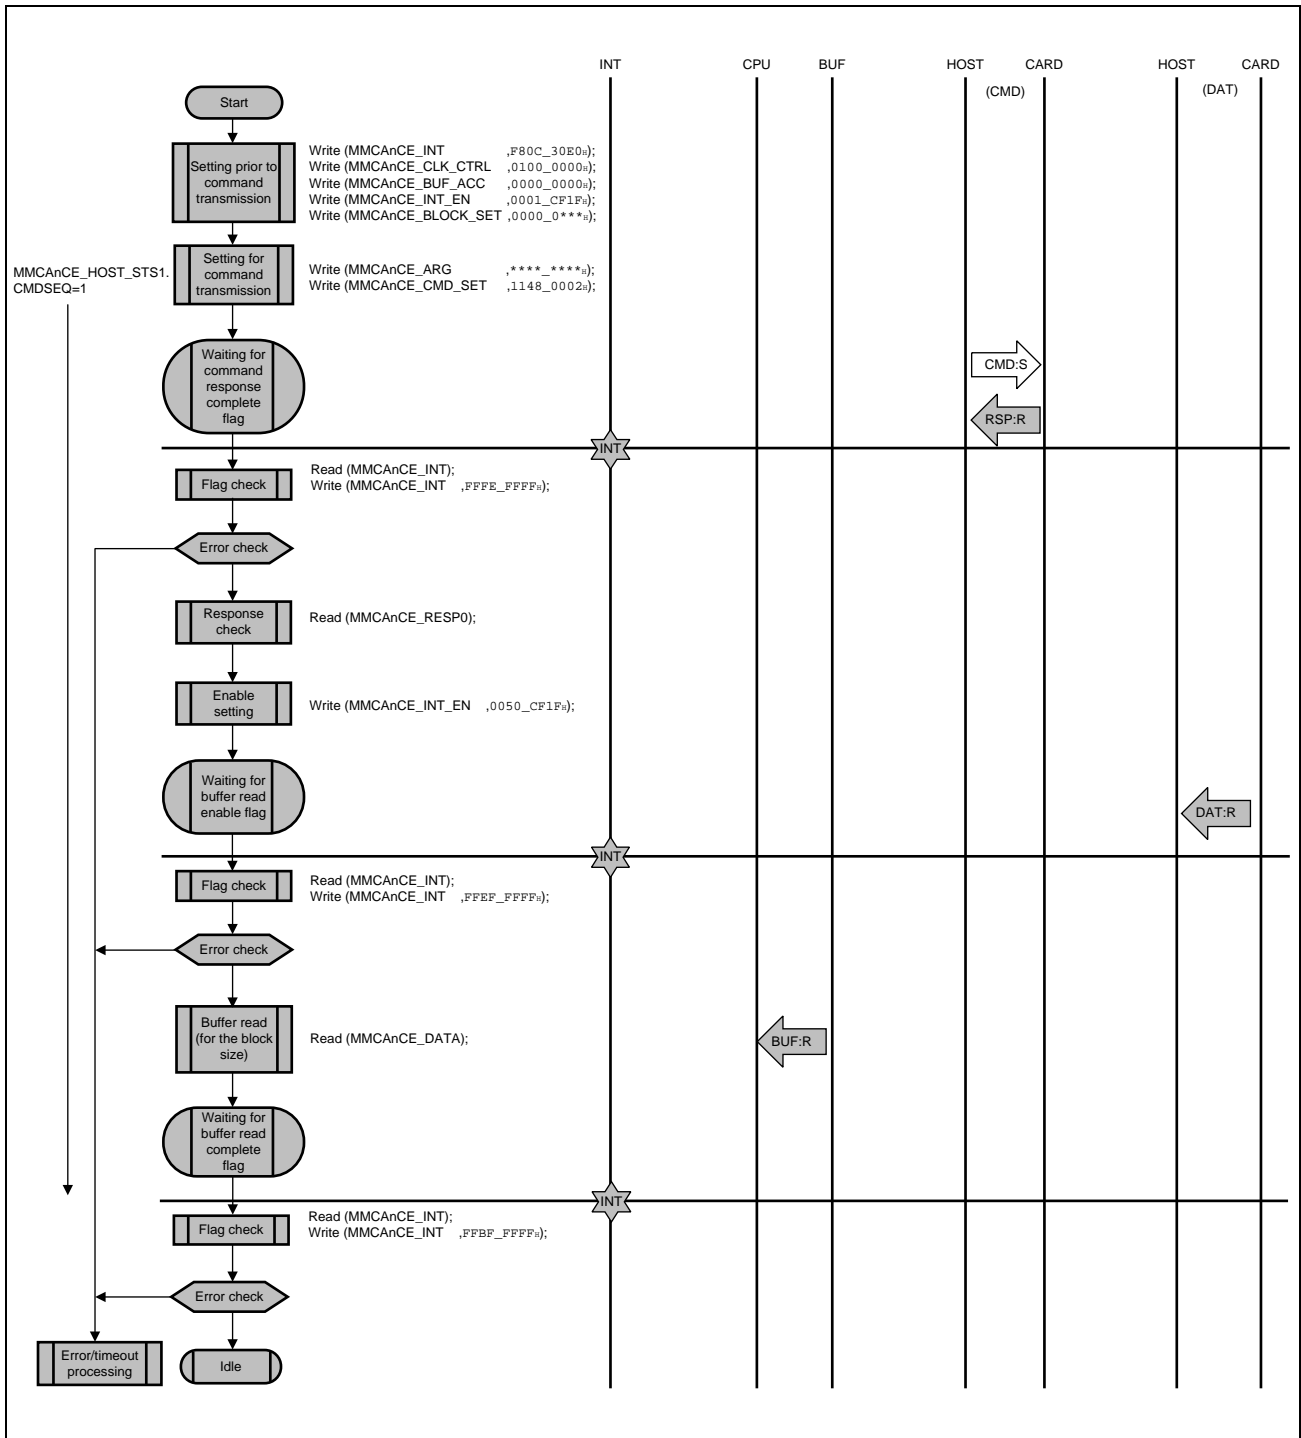 INT
CPU
BUF
HOST
CARD
HOST
CARD
(CMD)
(DAT)
Start
Setting prior to
command
transmission
Write (MMCAnCE_INT ,F80C_30E0H);
Write (MMCAnCE_CLK_CTRL ,0100_0000H);
Write (MMCAnCE_BUF_ACC ,0000_0000H);
Write (MMCAnCE_INT_EN ,0001_CF1FH);
Write (MMCAnCE_BLOCK_SET ,0000_0***H);
MMCAnCE_HOST_STS1.
CMDSEQ=1
Setting for
command
transmission
Write (MMCAnCE_ARG ,****_****H);
Write (MMCAnCE_CMD_SET ,1148_0002H);
Waiting for
command
response
complete
flag
CMD:S
RSP:R
INT
Flag check
Read (MMCAnCE_INT);
Write (MMCAnCE_INT ,FFFE_FFFFH);
Error check
Response
check
Read (MMCAnCE_RESP0);
Enable
setting
Write (MMCAnCE_INT_EN ,0050_CF1FH);
Waiting for
buffer read
enable flag
DAT:R
INT
Flag check
Read (MMCAnCE_INT);
Write (MMCAnCE_INT ,FFEF_FFFFH);
Error check
Buffer read
(for the block
size)
Read (MMCAnCE_DATA);
BUF:R
Waiting for
buffer read
complete
flag
INT
Flag check
Read (MMCAnCE_INT);
Write (MMCAnCE_INT ,FFBF_FFFFH);
Error check
Error/timeout
processing
Idle